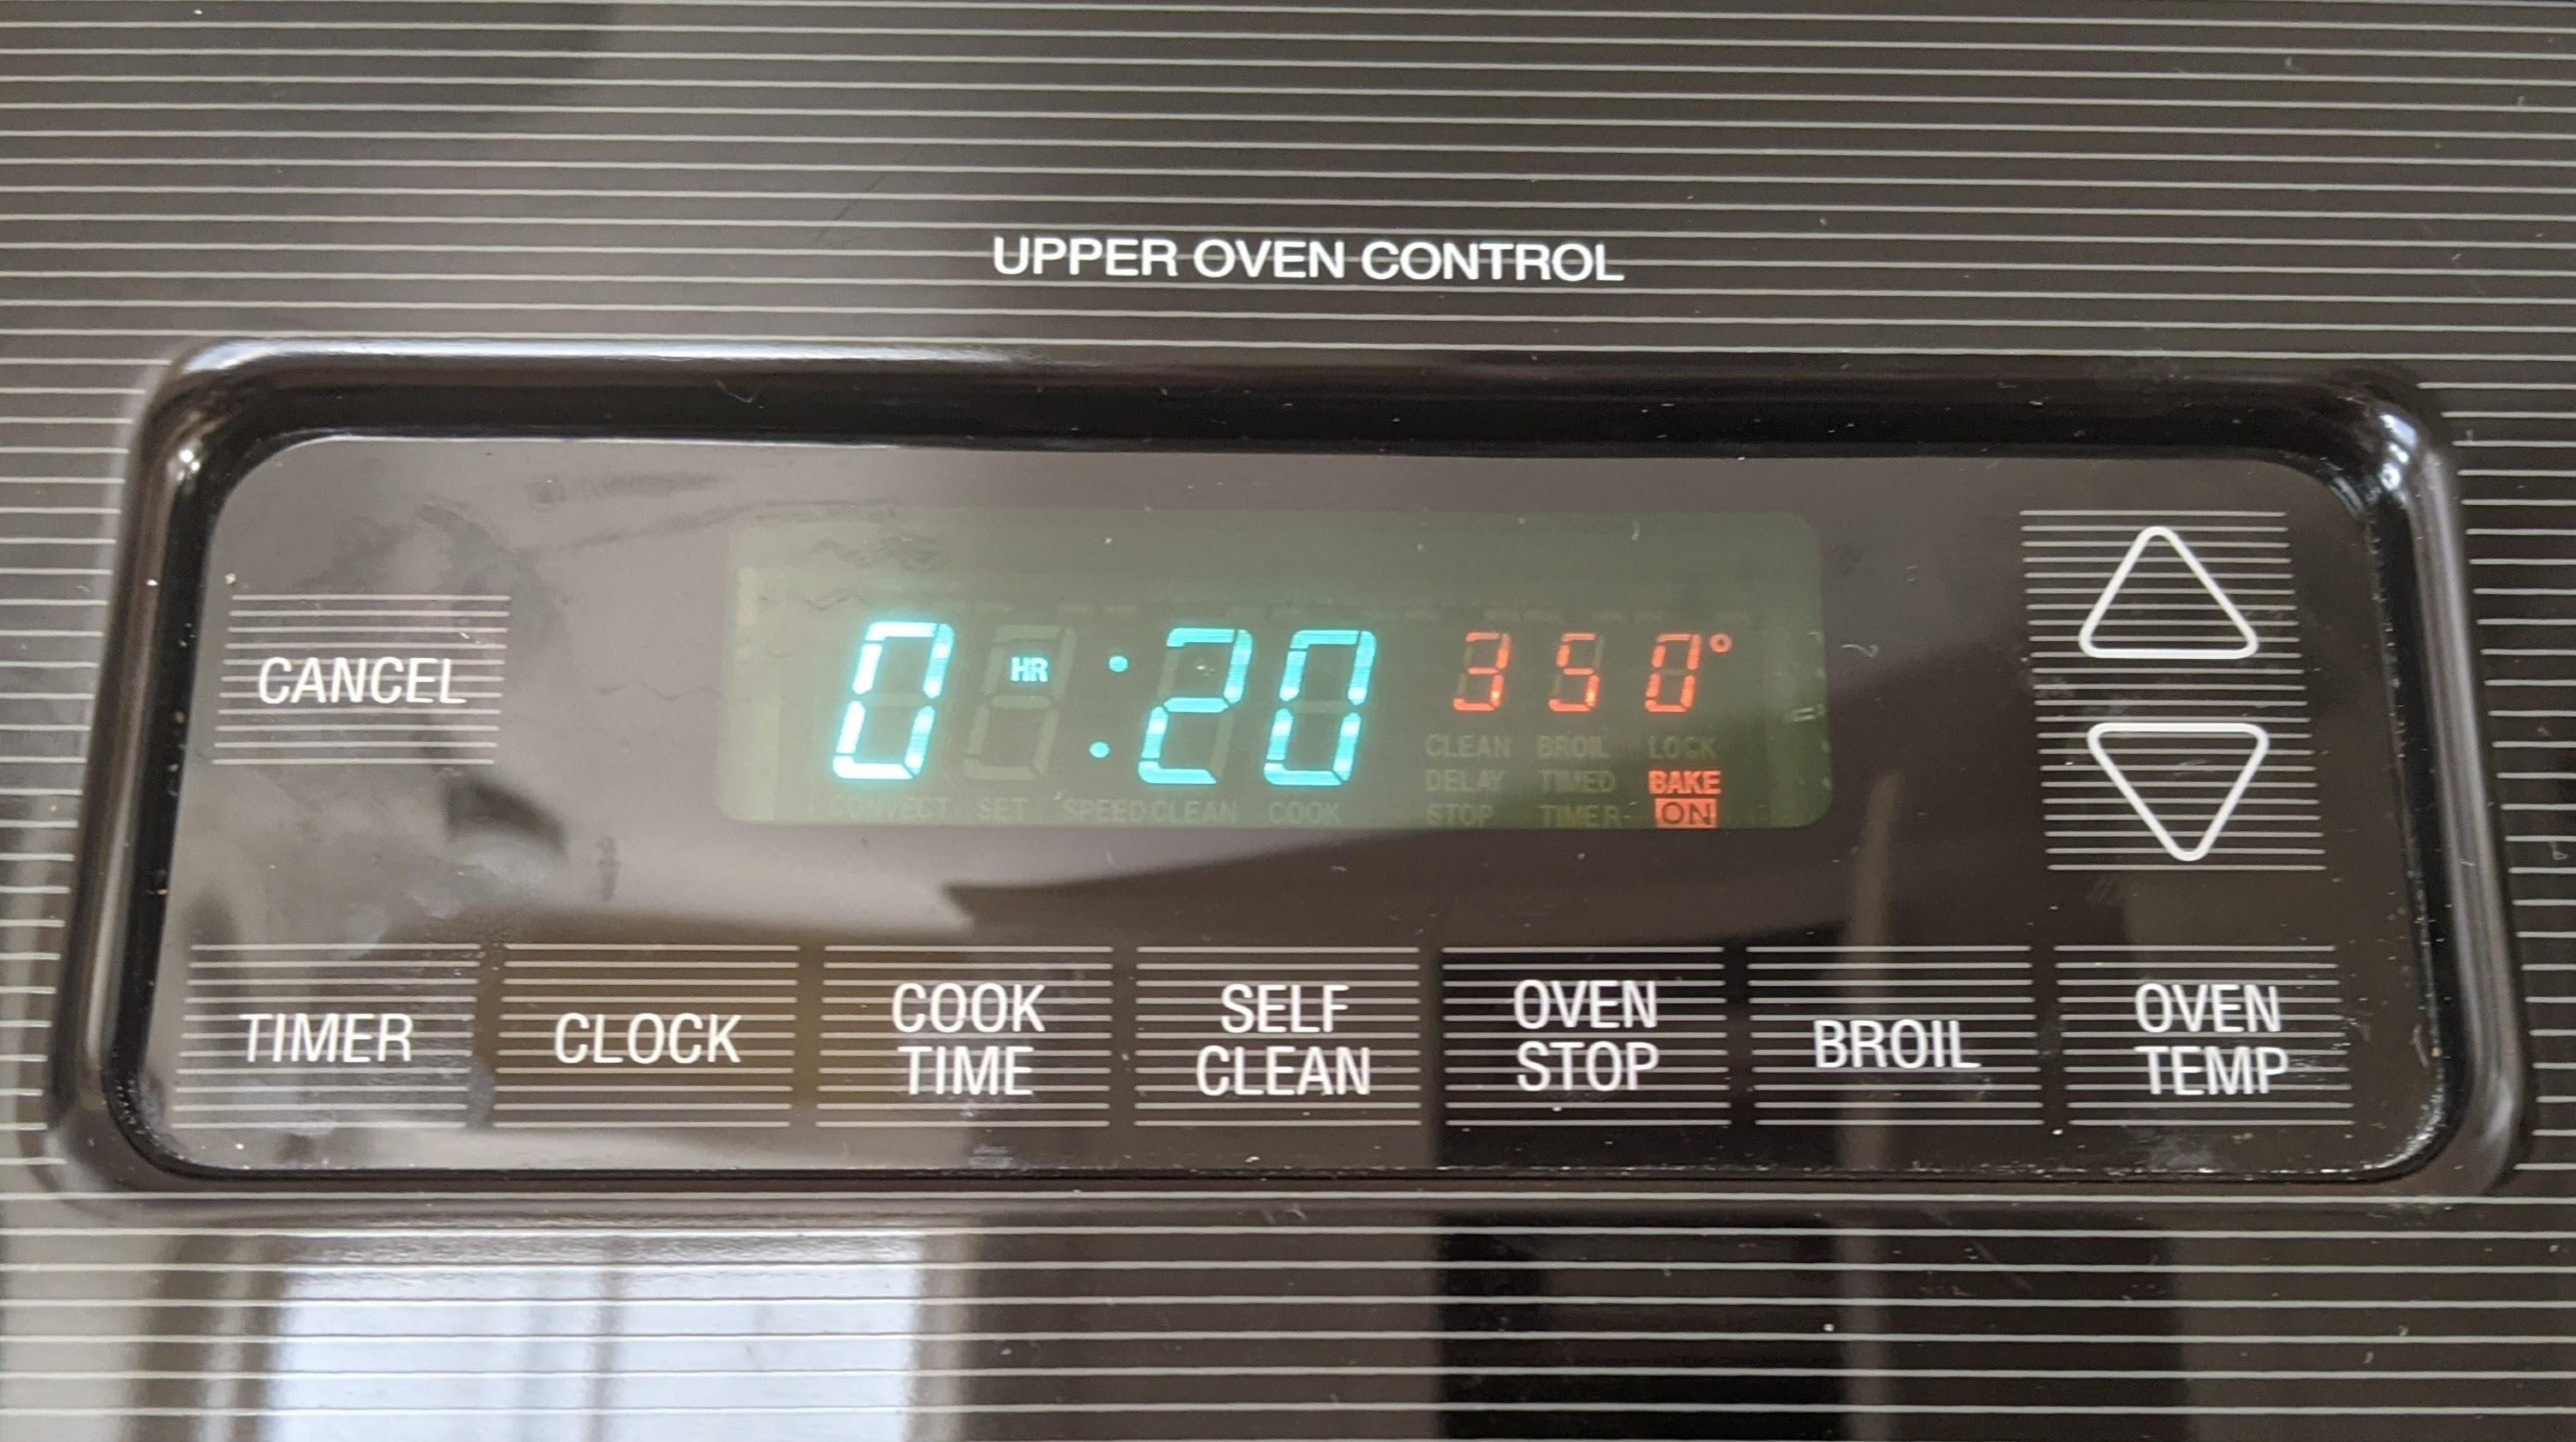 UPPER OVEN CONTROL
CANCEL
0 HR :20 350°
CLEAN BROIL LOCK
DELAY TIMED BAKE
CONVECT SET SPEED CLEAN COOK STOP TIMER ON
TIMER
CLOCK
COOK
TIME
SELF
CLEAN
OVEN
STOP
BROIL
OVEN
TEMP